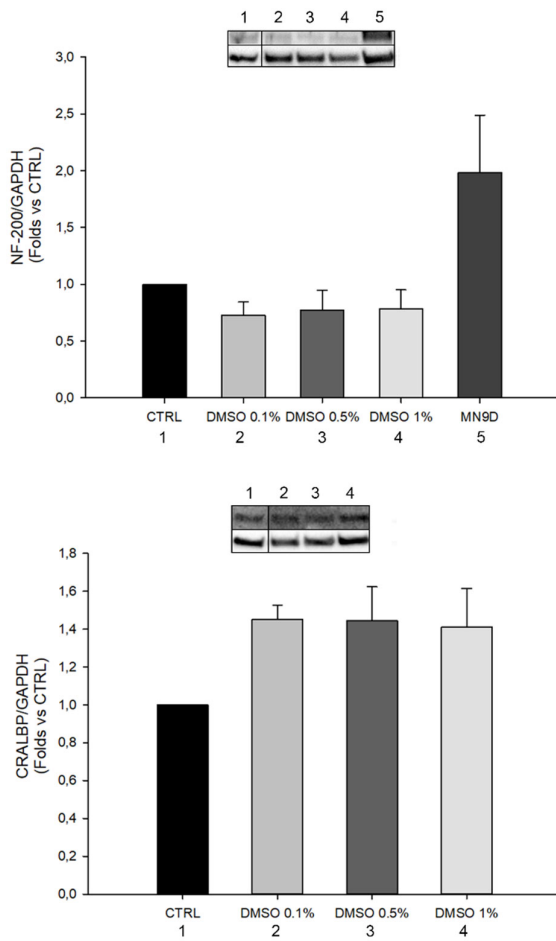 1 2 3 4 5
NF-200/GAPDH
(Folds vs CTRL)
3,0
2,5
2,0
1,5
1,0
0,5
0,0
CTRL DMSO 0.1% DMSO 0.5% DMSO 1% MN9D
1 2 3 4 5
1 2 3 4
CRALBP/GAPDH
(Folds vs CTRL)
1,8
1,6
1,4
1,2
1,0
0,8
0,6
0,4
0,2
0,0
CTRL DMSO 0.1% DMSO 0.5% DMSO 1%
1 2 3 4